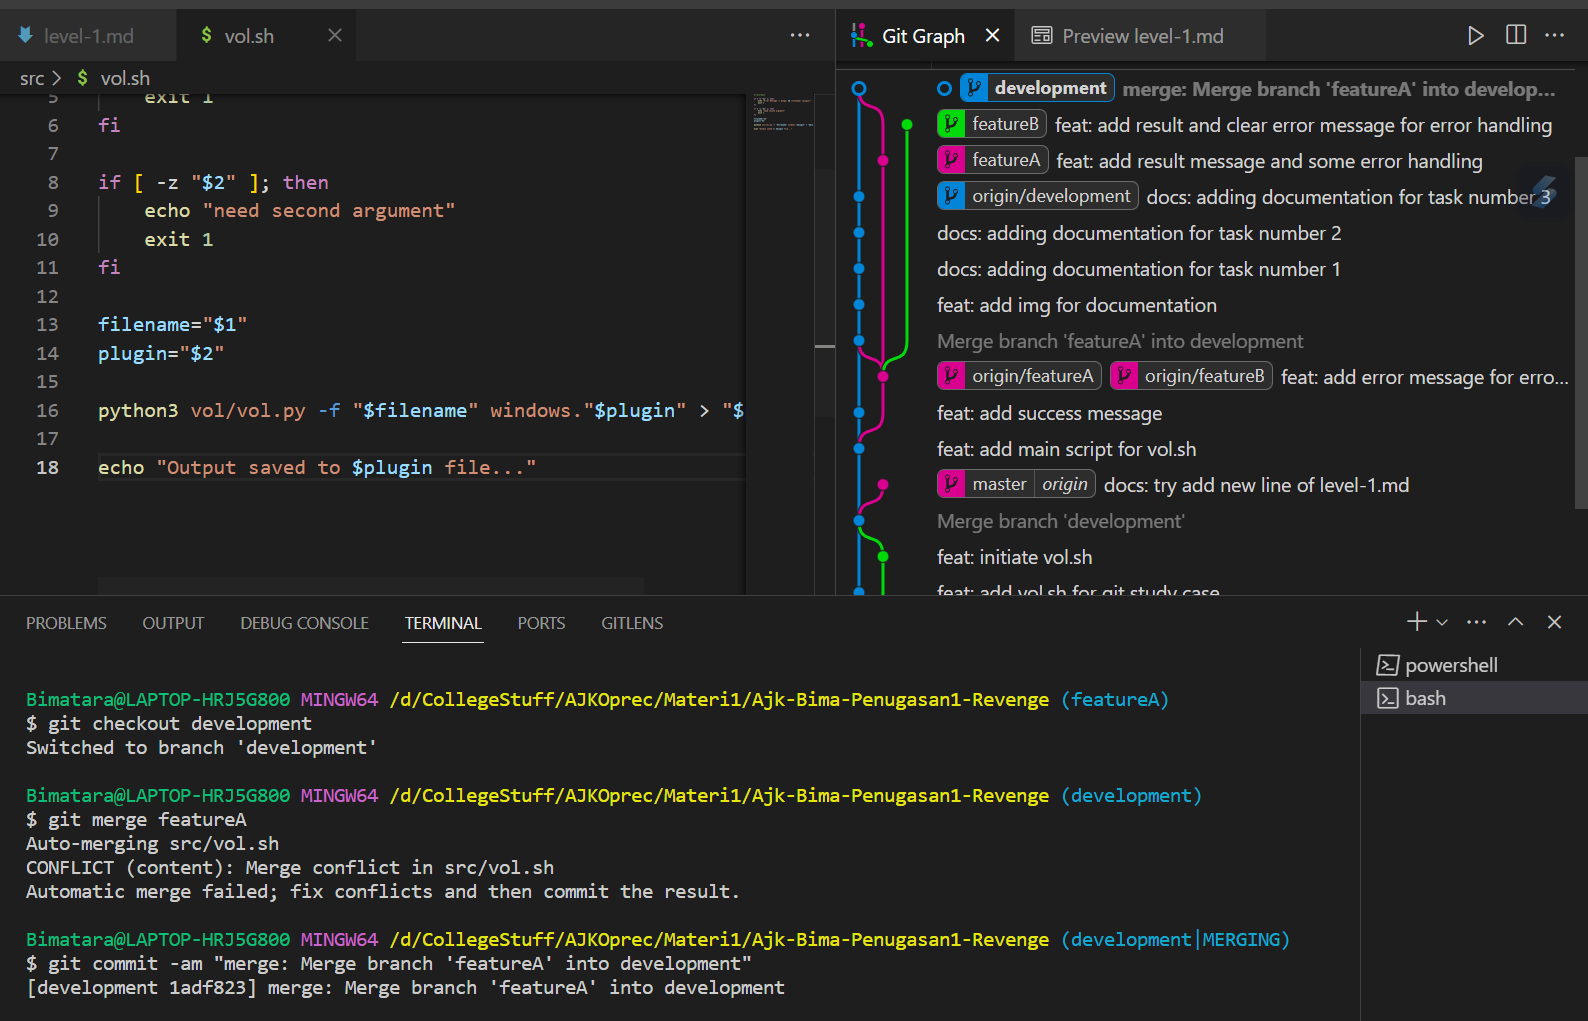 level-1.md
$ vol.sh
Git Graph
Preview level-1.md
src > $ vol.sh
5 exit 1
6 fi
7
8 if [ -z "$2" ]; then
9 echo "need second argument"
10 exit 1
11 fi
12
13 filename="$1"
14 plugin="$2"
15
16 python3 vol/vol.py -f "$filename" windows."$plugin" > "$
17
18 echo "Output saved to $plugin file..."
development merge: Merge branch 'featureA' into develop...
featureB feat: add result and clear error message for error handling
featureA feat: add result message and some error handling
origin/development docs: adding documentation for task number 3
docs: adding documentation for task number 2
docs: adding documentation for task number 1
feat: add img for documentation
Merge branch 'featureA' into development
origin/featureA origin/featureB feat: add error message for erro...
feat: add success message
feat: add main script for vol.sh
master origin docs: try add new line of level-1.md
Merge branch 'development'
feat: initiate vol.sh
feat: add vol.sh for git study case
PROBLEMS OUTPUT DEBUG CONSOLE TERMINAL PORTS GITLENS
powershell
bash
Bimatara@LAPTOP-HRJ5G800 MINGW64 /d/CollegeStuff/AJKOprec/Materi1/Ajk-Bima-Penugasan1-Revenge (featureA)
$ git checkout development
Switched to branch 'development'
Bimatara@LAPTOP-HRJ5G800 MINGW64 /d/CollegeStuff/AJKOprec/Materi1/Ajk-Bima-Penugasan1-Revenge (development)
$ git merge featureA
Auto-merging src/vol.sh
CONFLICT (content): Merge conflict in src/vol.sh
Automatic merge failed; fix conflicts and then commit the result.
Bimatara@LAPTOP-HRJ5G800 MINGW64 /d/CollegeStuff/AJKOprec/Materi1/Ajk-Bima-Penugasan1-Revenge (development|MERGING)
$ git commit -am "merge: Merge branch 'featureA' into development"
[development 1adf823] merge: Merge branch 'featureA' into development